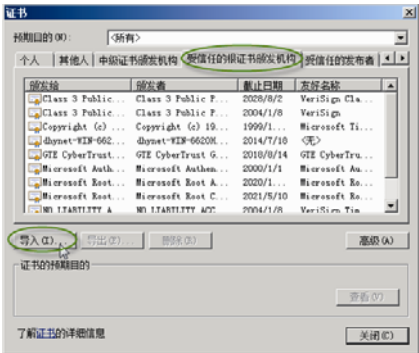 证书
预期目的(N): <所有>
个人 其他人 中级证书颁发机构 受信任的根证书颁发机构 受信任的发布者
颁发给 颁发者 截止日期 友好名称
Class 3 Public... Class 3 Public P... 2028/8/2 VeriSign Cla...
Class 3 Public... Class 3 Public P... 2004/1/8 VeriSign
Copyright (c) ... Copyright (c) 19... 1999/1... Microsoft Ti...
dhynet-WIN-662... dhynet-WIN-6620M... 2014/7/18 <无>
GTE CyberTrust ... GTE CyberTrust G... 2018/8/14 GTE CyberTru...
Microsoft Auth... Microsoft Authen... 2000/1/1 Microsoft Au...
Microsoft Root... Microsoft Root A... 2020/1... Microsoft Ro...
Microsoft Root... Microsoft Root C... 2021/5/10 Microsoft Ro...
NO LIABILITY A... NO LIABILITY ACC... 2004/1/8 VeriSign Tim...
导入(I)... 导出(E)... 删除(R) 高级(A)
证书的预期目的
查看(V)
了解证书的详细信息
关闭(C)